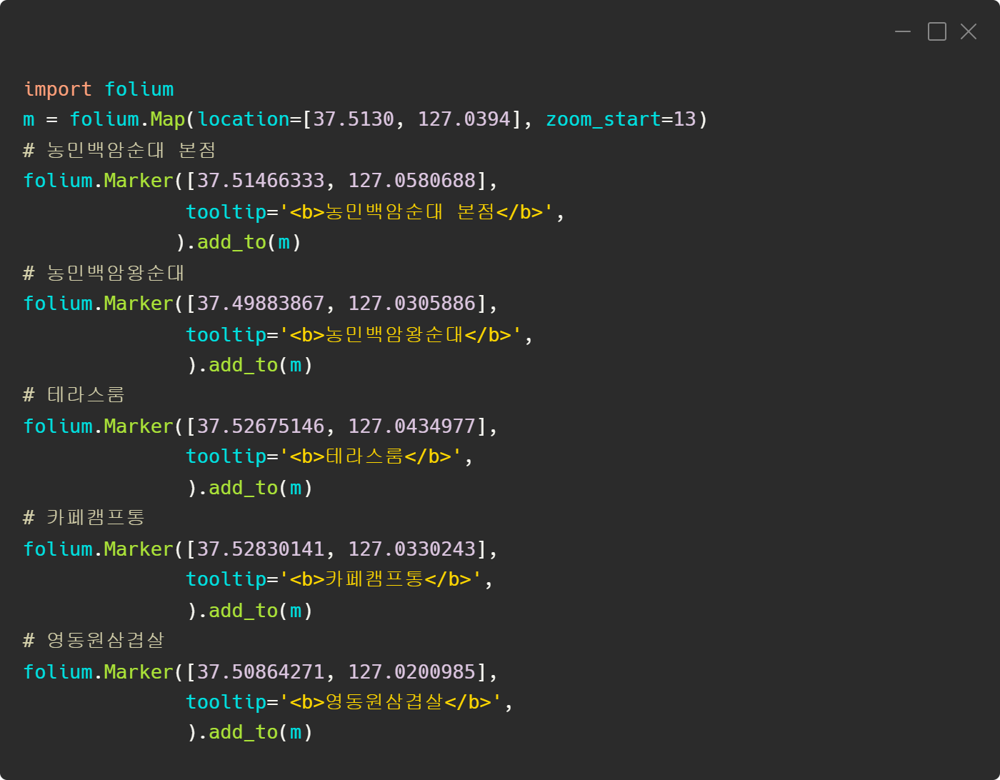 import folium
m = folium.Map(location=[37.5130, 127.0394], zoom_start=13)
# 농민백암순대 본점
folium.Marker([37.51466333, 127.0580688],
              tooltip='<b>농민백암순대 본점</b>',
             ).add_to(m)
# 농민백암왕순대
folium.Marker([37.49883867, 127.0305886],
              tooltip='<b>농민백암왕순대</b>',
              ).add_to(m)
# 테라스룸
folium.Marker([37.52675146, 127.0434977],
              tooltip='<b>테라스룸</b>',
              ).add_to(m)
# 카페캠프통
folium.Marker([37.52830141, 127.0330243],
              tooltip='<b>카페캠프통</b>',
              ).add_to(m)
# 영동원삼겹살
folium.Marker([37.50864271, 127.0200985],
              tooltip='<b>영동원삼겹살</b>',
              ).add_to(m)